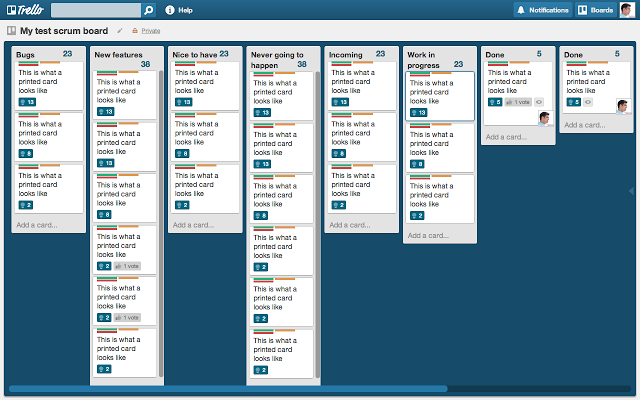 Trello
Help
Notifications
Boards
My test scrum board
Private
Bugs 23
This is what a
printed card
looks like
13
This is what a
printed card
looks like
8
This is what a
printed card
looks like
2
Add a card...
New features
38
This is what a
printed card
looks like
13
This is what a
printed card
looks like
13
This is what a
printed card
looks like
8
This is what a
printed card
looks like
2 1 vote
This is what a
printed card
looks like
2 1 vote
This is what a
printed card
looks like
2
Nice to have 23
This is what a
printed card
looks like
13
This is what a
printed card
looks like
8
This is what a
printed card
looks like
2
Add a card...
Never going to
happen 38
This is what a
printed card
looks like
13
This is what a
printed card
looks like
13
This is what a
printed card
looks like
8
This is what a
printed card
looks like
2
This is what a
printed card
looks like
2
This is what a
printed card
looks like
2
Incoming 23
This is what a
printed card
looks like
13
This is what a
printed card
looks like
8
This is what a
printed card
looks like
2
Add a card...
Work in
progress 23
This is what a
printed card
looks like
13
This is what a
printed card
looks like
8
This is what a
printed card
looks like
2
Add a card...
Done 5
This is what a
printed card
looks like
5 1 vote
Add a card...
Done 5
This is what a
printed card
looks like
5
Add a card...